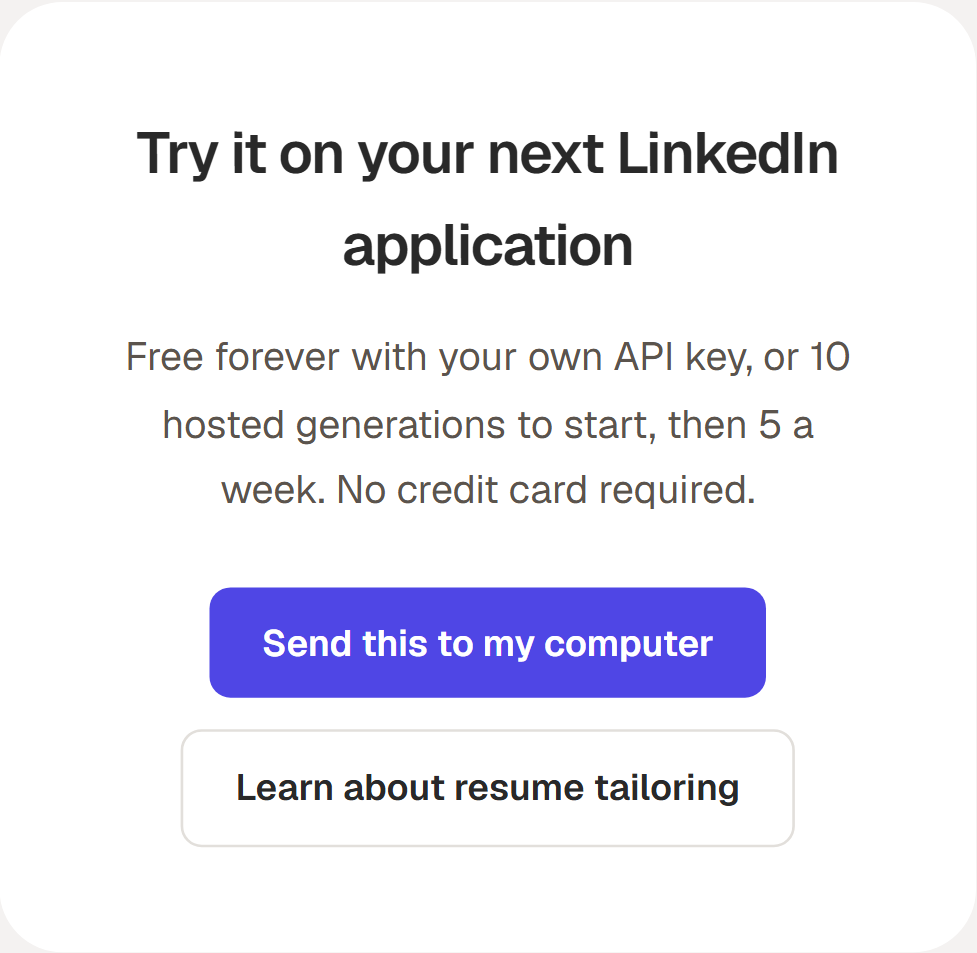 Try it on your next LinkedIn
application
Free forever with your own API key, or 10
hosted generations to start, then 5 a
week. No credit card required.
Send this to my computer
Learn about resume tailoring